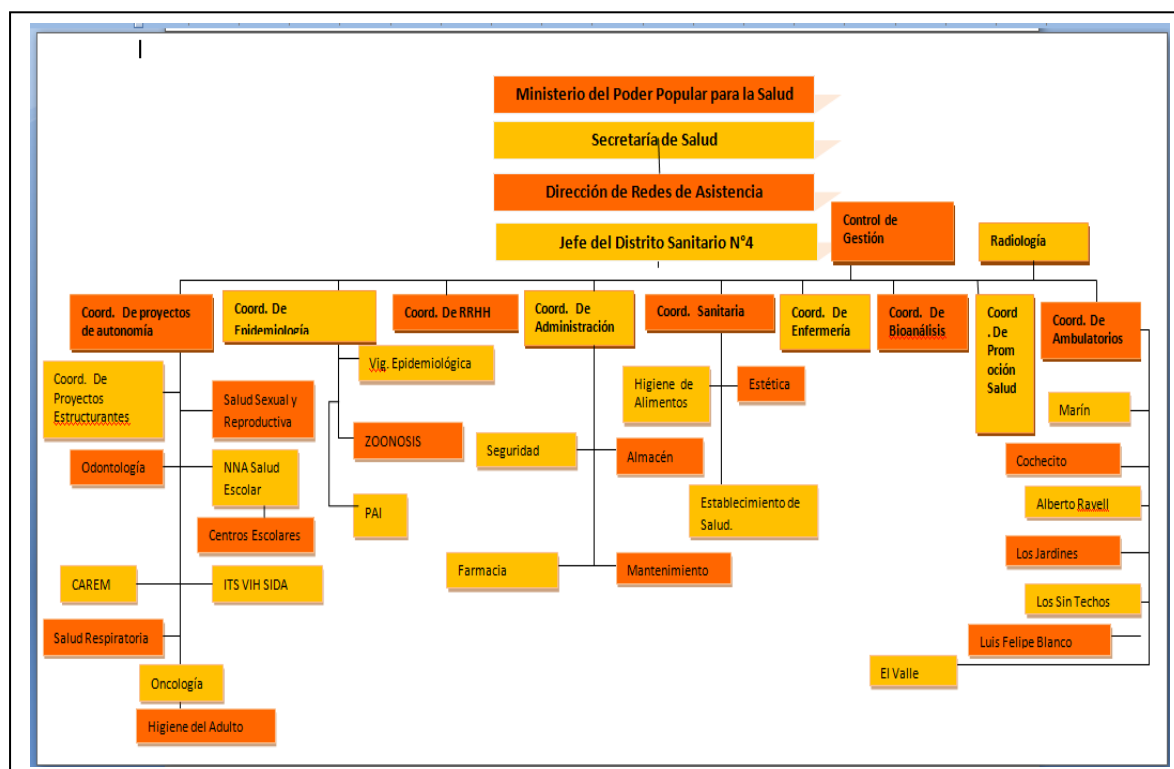 Ministerio del Poder Popular para la Salud
Secretaría de Salud
Dirección de Redes de Asistencia
Jefe del Distrito Sanitario N°4
Control de
Gestión
Radiología
Coord. De proyectos
de autonomía
Coord. De
Epidemiología
Coord. De RRHH
Coord. De
Administración
Coord. Sanitaria
Coord. De
Enfermería
Coord. De
Bioanálisis
Coord
. De
Prom
oción
Salud
Coord. De
Ambulatorios
Coord. De
Proyectos
Estructurantes
Salud Sexual y
Reproductiva
Odontología
NNA Salud
Escolar
Centros Escolares
CAREM
ITS VIH SIDA
Salud Respiratoria
Oncología
Higiene del Adulto
Vig. Epidemiológica
ZOONOSIS
PAI
Seguridad
Almacén
Farmacia
Mantenimiento
Higiene de
Alimentos
Estética
Establecimiento de
Salud.
Marín
Cochecito
Alberto Ravell
Los Jardines
Los Sin Techos
Luis Felipe Blanco
El Valle